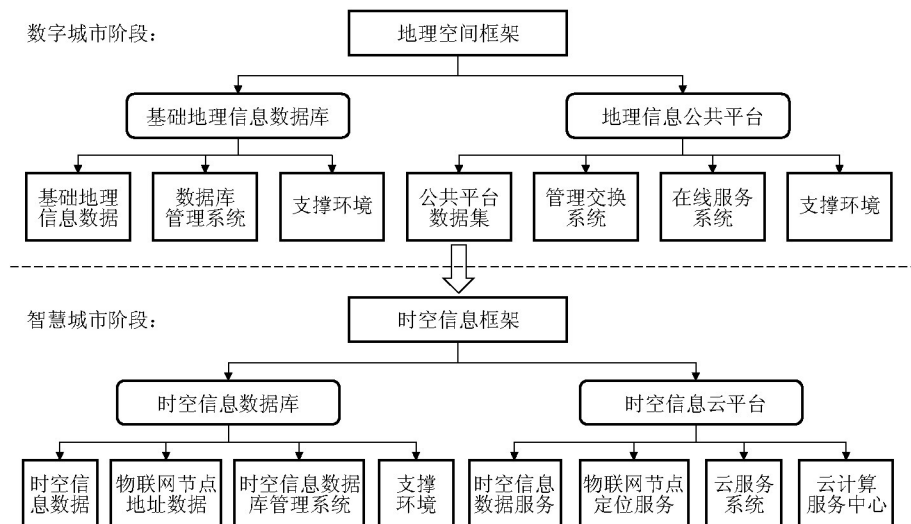 数字城市阶段：
地理空间框架
基础地理信息数据库
地理信息公共平台
基础地理
信息数据
数据库
管理系统
支撑环境
公共平台
数据集
管理交换
系统
在线服务
系统
支撑环境
智慧城市阶段：
时空信息框架
时空信息数据库
时空信息云平台
时空信
息数据
物联网节点
地址数据
时空信息数据
库管理系统
支撑
环境
时空信息
数据服务
物联网节点
定位服务
云服务
系统
云计算
服务中心